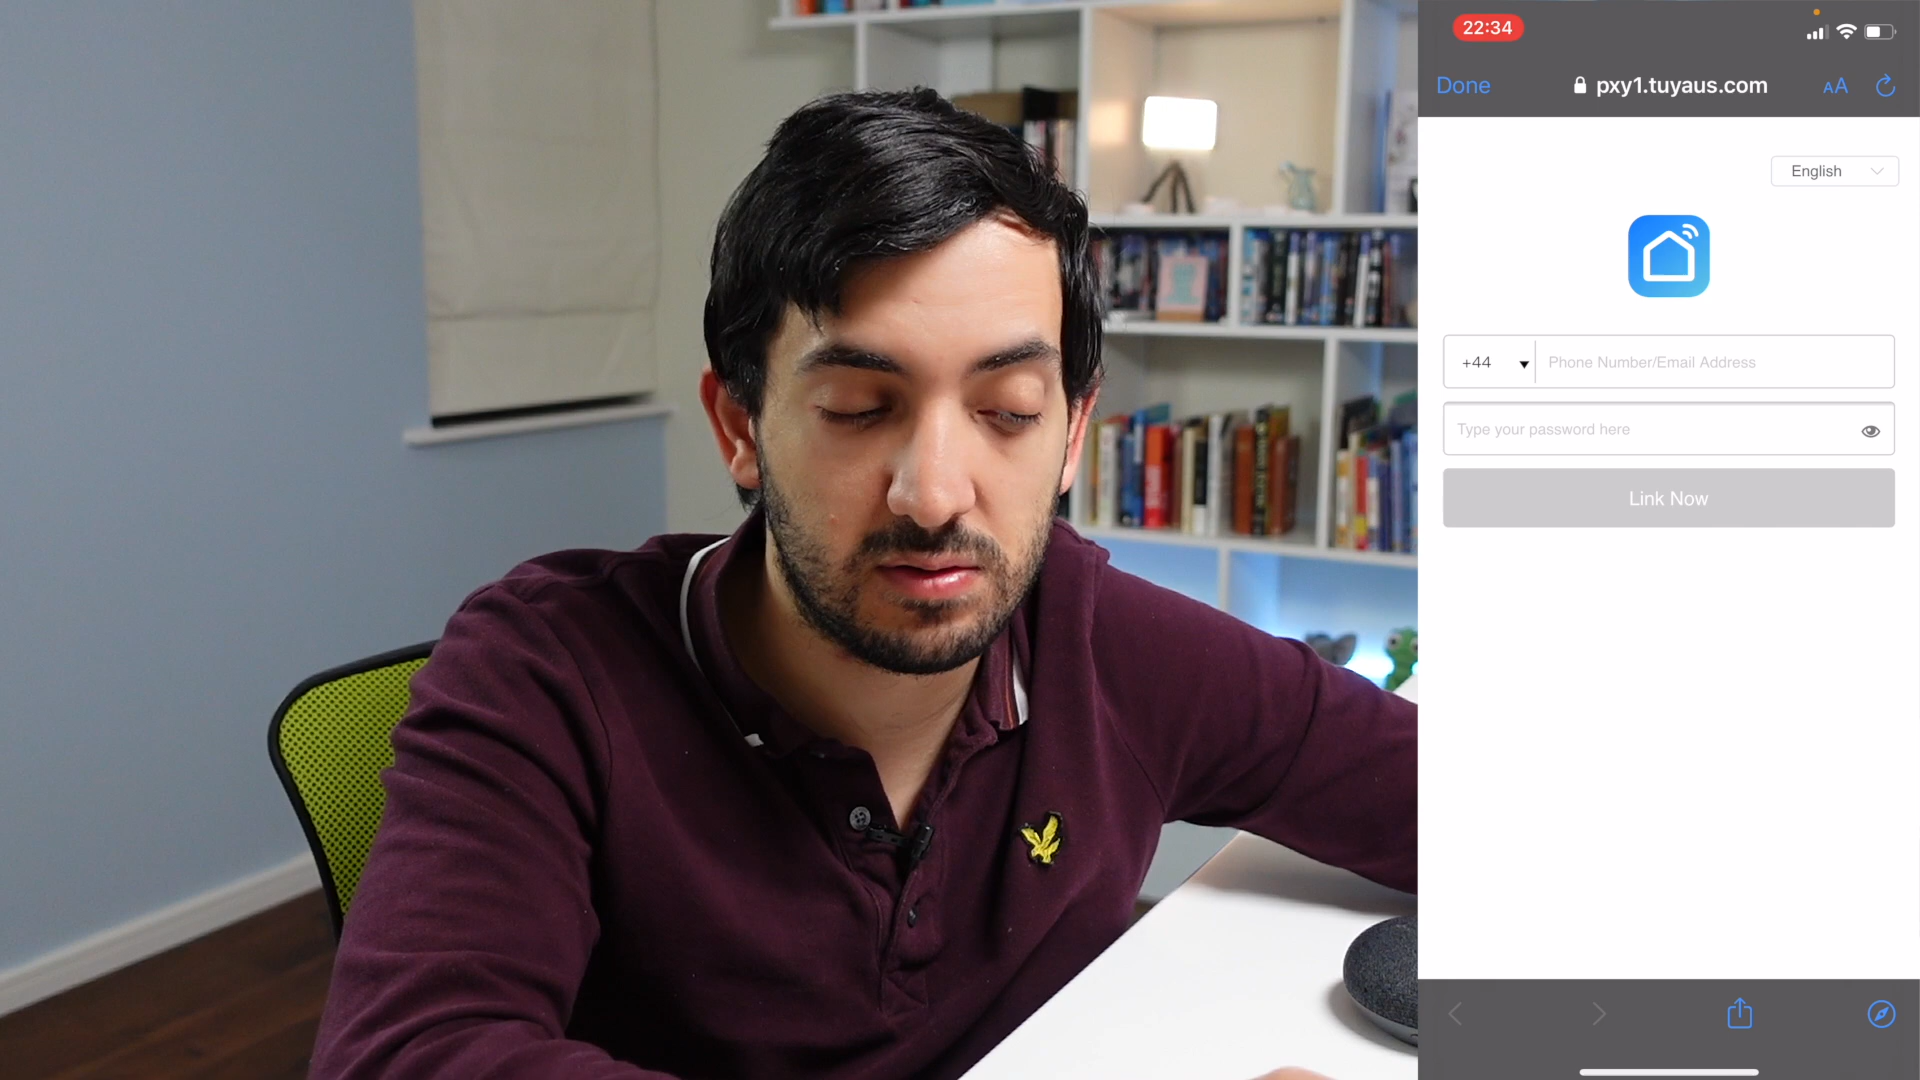 22:34
Done
pxy1.tuyaus.com
AA
English
+44
Phone Number/Email Address
Type your password here
Link Now